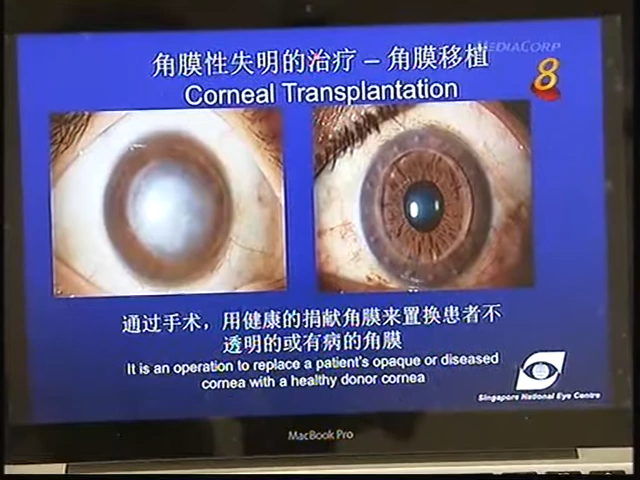 MEDIACORP
8
角膜性失明的治疗 – 角膜移植
Corneal Transplantation
通过手术，用健康的捐献角膜来置换患者不
透明的或有病的角膜
It is an operation to replace a patient's opaque or diseased
cornea with a healthy donor cornea
Singapore National Eye Centre
MacBook Pro